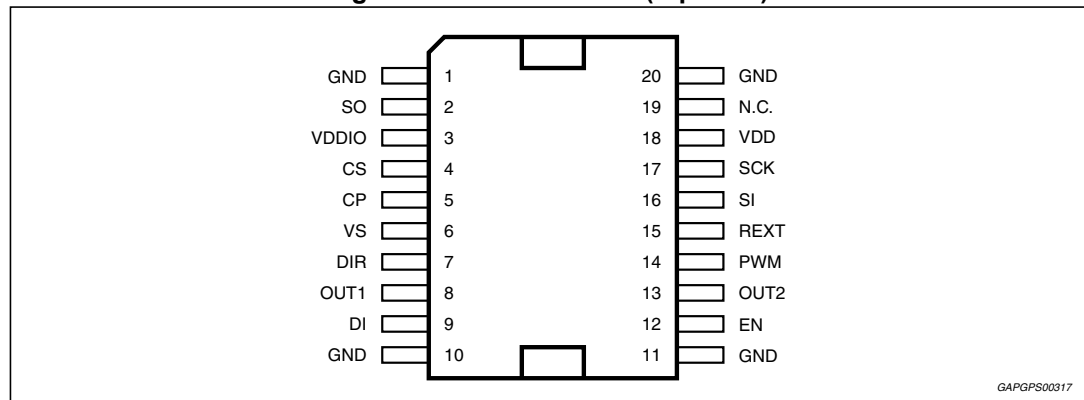 GND 1 20 GND
SO 2 19 N.C.
VDDIO 3 18 VDD
CS 4 17 SCK
CP 5 16 SI
VS 6 15 REXT
DIR 7 14 PWM
OUT1 8 13 OUT2
DI 9 12 EN
GND 10 11 GND
GAPGPS00317